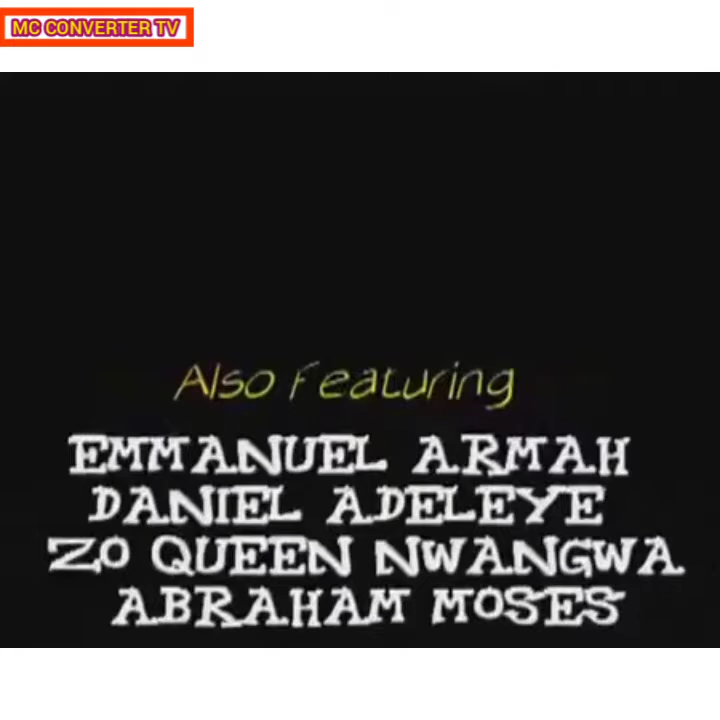 MC CONVERTER TV
Also Featuring
EMMANUEL ARMAH
DANIEL ADELEYE
ZO QUEEN NWANGWA
ABRAHAM MOSES